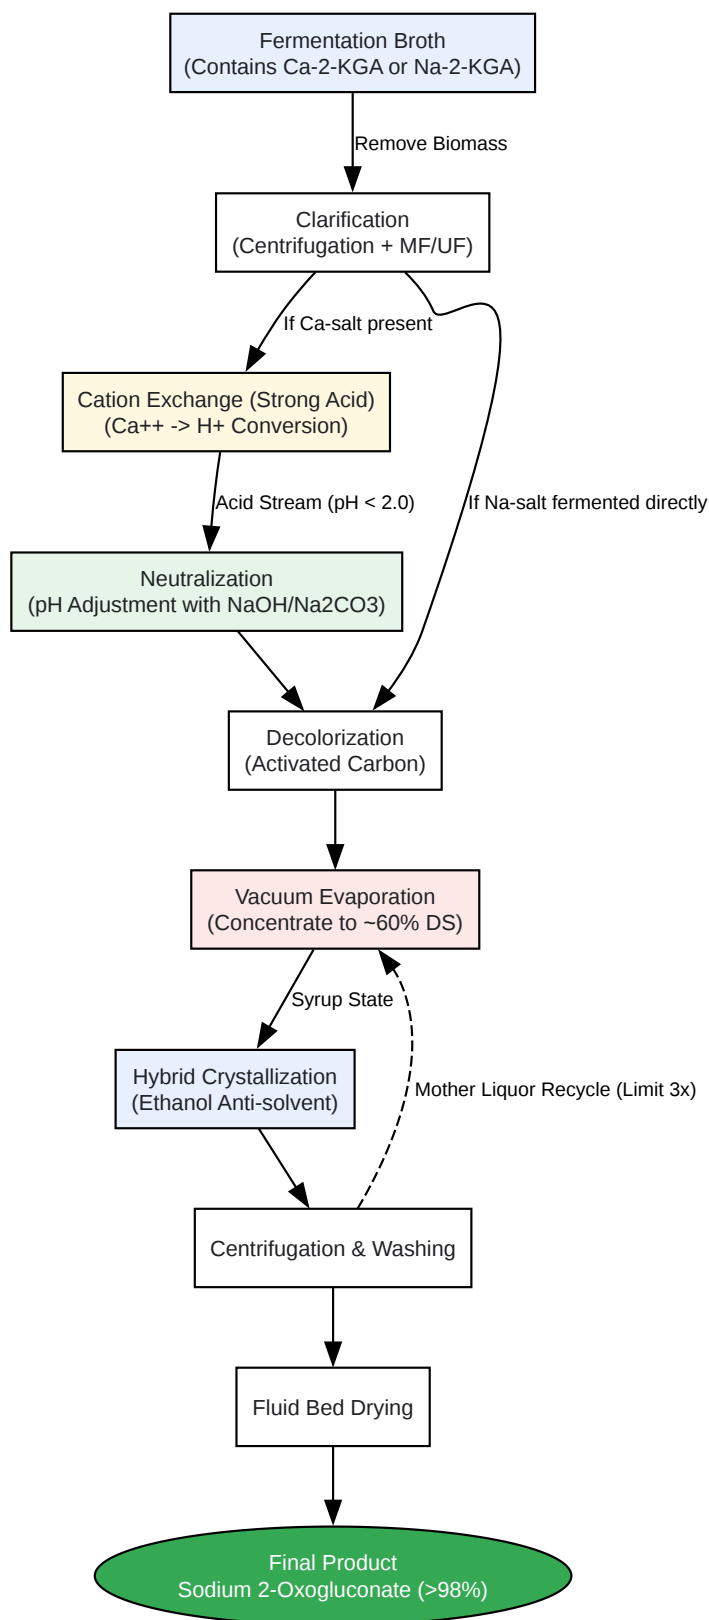 Fermentation Broth
(Contains Ca-2-KGA or Na-2-KGA)
Remove Biomass
Clarification
(Centrifugation + MF/UF)
If Ca-salt present
Cation Exchange (Strong Acid)
(Ca++ -> H+ Conversion)
Acid Stream (pH < 2.0)
If Na-salt fermented directly
Neutralization
(pH Adjustment with NaOH/Na2CO3)
Decolorization
(Activated Carbon)
Vacuum Evaporation
(Concentrate to ~60% DS)
Syrup State
Hybrid Crystallization
(Ethanol Anti-solvent)
Mother Liquor Recycle (Limit 3x)
Centrifugation & Washing
Fluid Bed Drying
Final Product
Sodium 2-Oxogluconate (>98%)